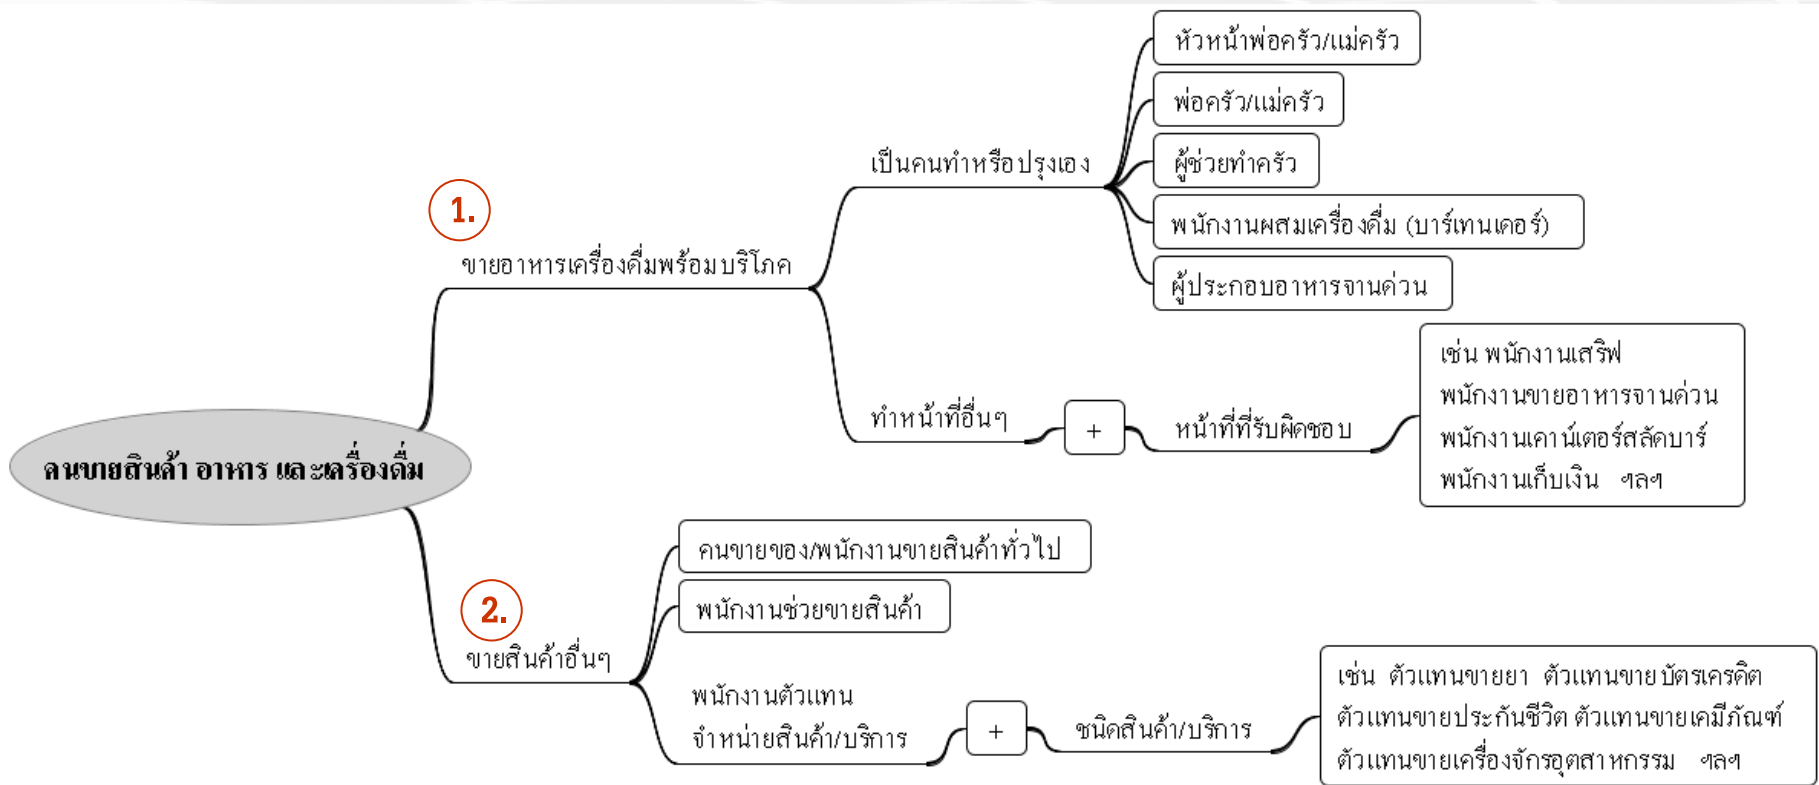 คนขายสินค้า อาหาร และเครื่องดื่ม
1.
ขายอาหารเครื่องดื่มพร้อมบริโภค
เป็นคนทำหรือปรุงเอง
หัวหน้าพ่อครัว/แม่ครัว
พ่อครัว/แม่ครัว
ผู้ช่วยทำครัว
พนักงานผสมเครื่องดื่ม (บาร์เทนเดอร์)
ผู้ประกอบอาหารจานด่วน
ทำหน้าที่อื่นๆ
+
หน้าที่ที่รับผิดชอบ
เช่น พนักงานเสริฟ
พนักงานขายอาหารจานด่วน
พนักงานเคาน์เตอร์สลัดบาร์
พนักงานเก็บเงิน ฯลฯ
2.
ขายสินค้าอื่นๆ
คนขายของ/พนักงานขายสินค้าทั่วไป
พนักงานช่วยขายสินค้า
พนักงานตัวแทน
จำหน่ายสินค้า/บริการ
+
ชนิดสินค้า/บริการ
เช่น ตัวแทนขายยา ตัวแทนขายบัตรเครดิต
ตัวแทนขายประกันชีวิต ตัวแทนขายเคมีภัณฑ์
ตัวแทนขายเครื่องจักรอุตสาหกรรม ฯลฯ